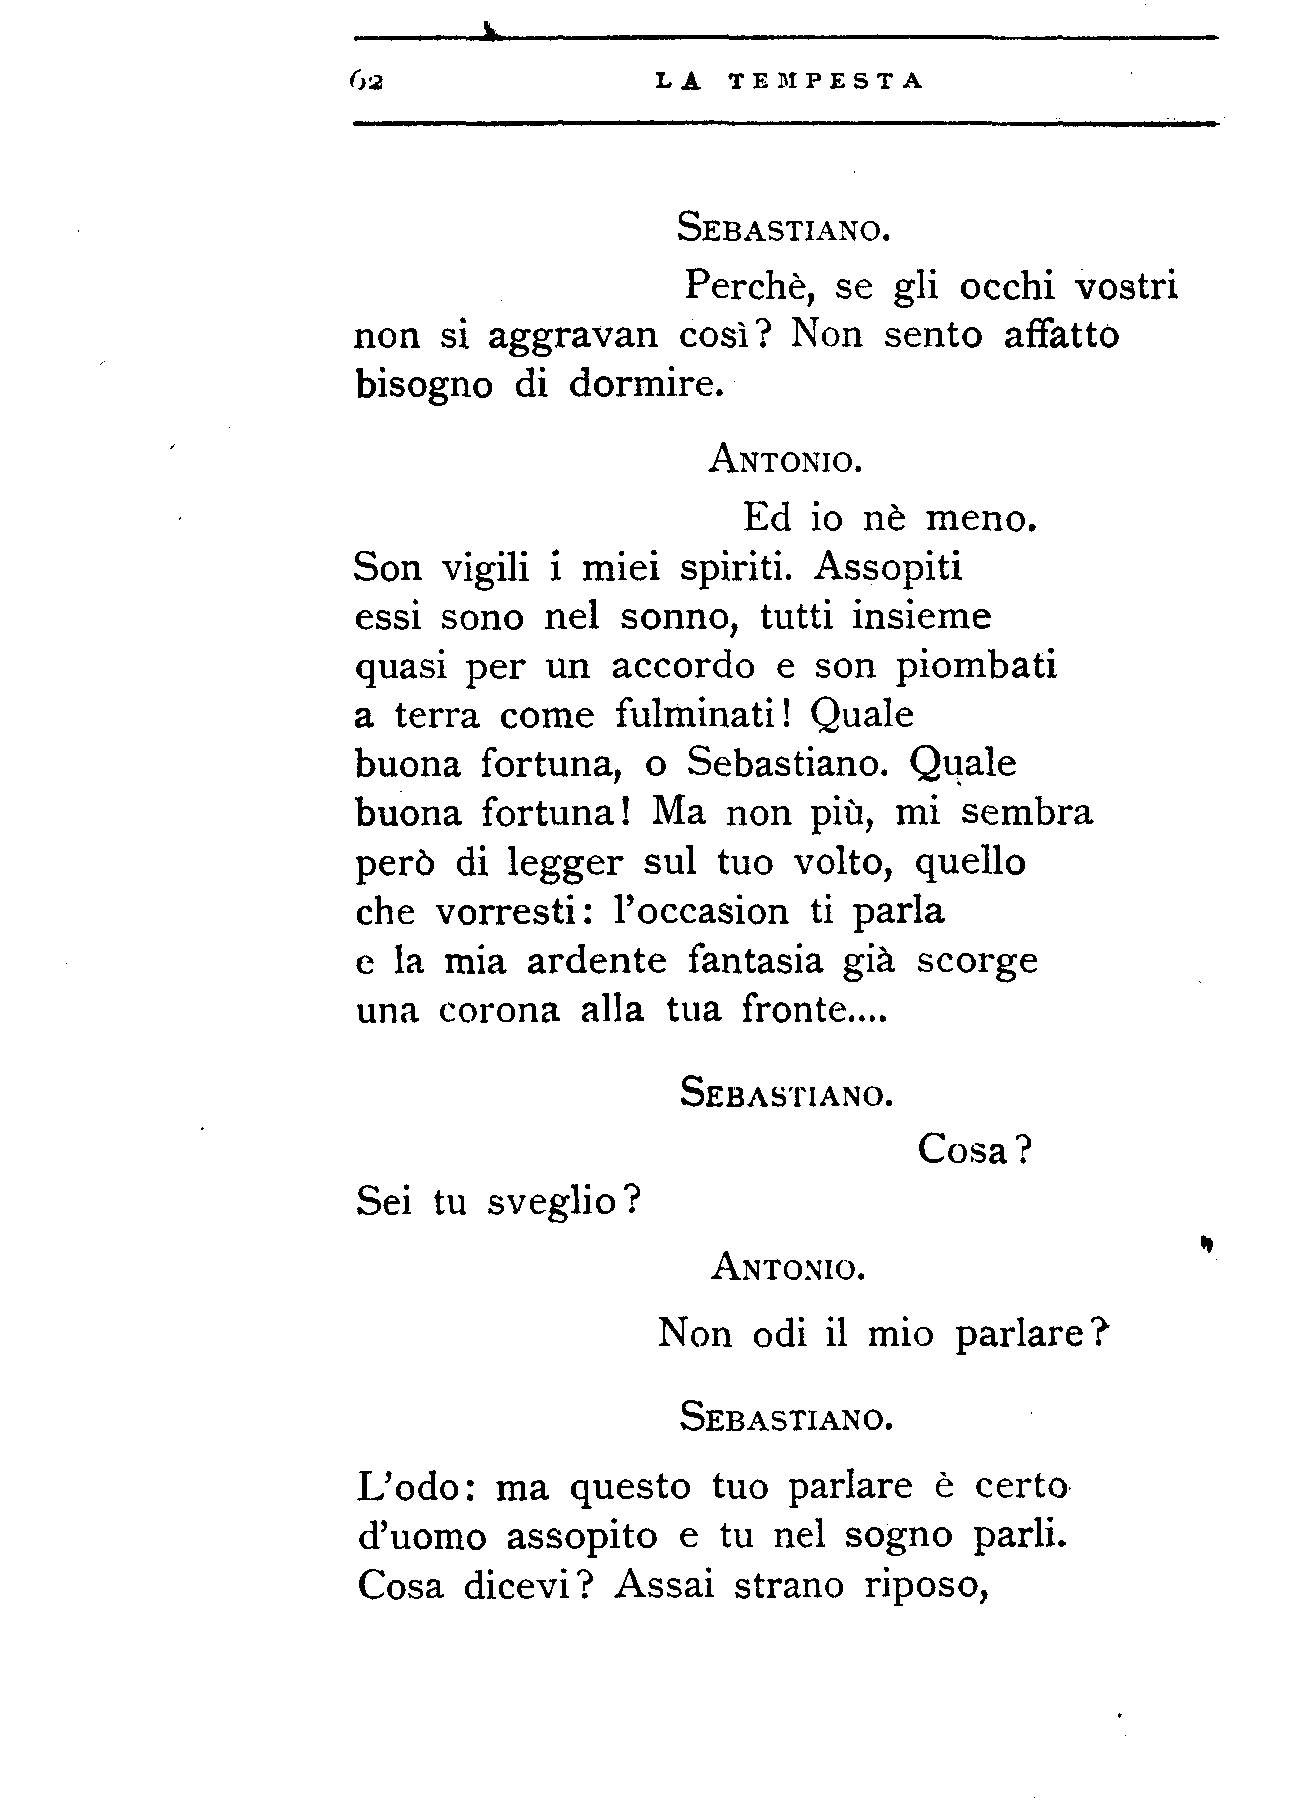 62 LA TEMPESTA
SEBASTIANO.
Perchè, se gli occhi vostri
non si aggravan così? Non sento affatto
bisogno di dormire.
ANTONIO.
Ed io nè meno.
Son vigili i miei spiriti. Assopiti
essi sono nel sonno, tutti insieme
quasi per un accordo e son piombati
a terra come fulminati! Quale
buona fortuna, o Sebastiano. Quale
buona fortuna! Ma non più, mi sembra
però di legger sul tuo volto, quello
che vorresti: l'occasion ti parla
e la mia ardente fantasia già scorge
una corona alla tua fronte....
SEBASTIANO.
Cosa?
Sei tu sveglio?
ANTONIO.
Non odi il mio parlare?
SEBASTIANO.
L'odo: ma questo tuo parlare è certo
d'uomo assopito e tu nel sogno parli.
Cosa dicevi? Assai strano riposo,